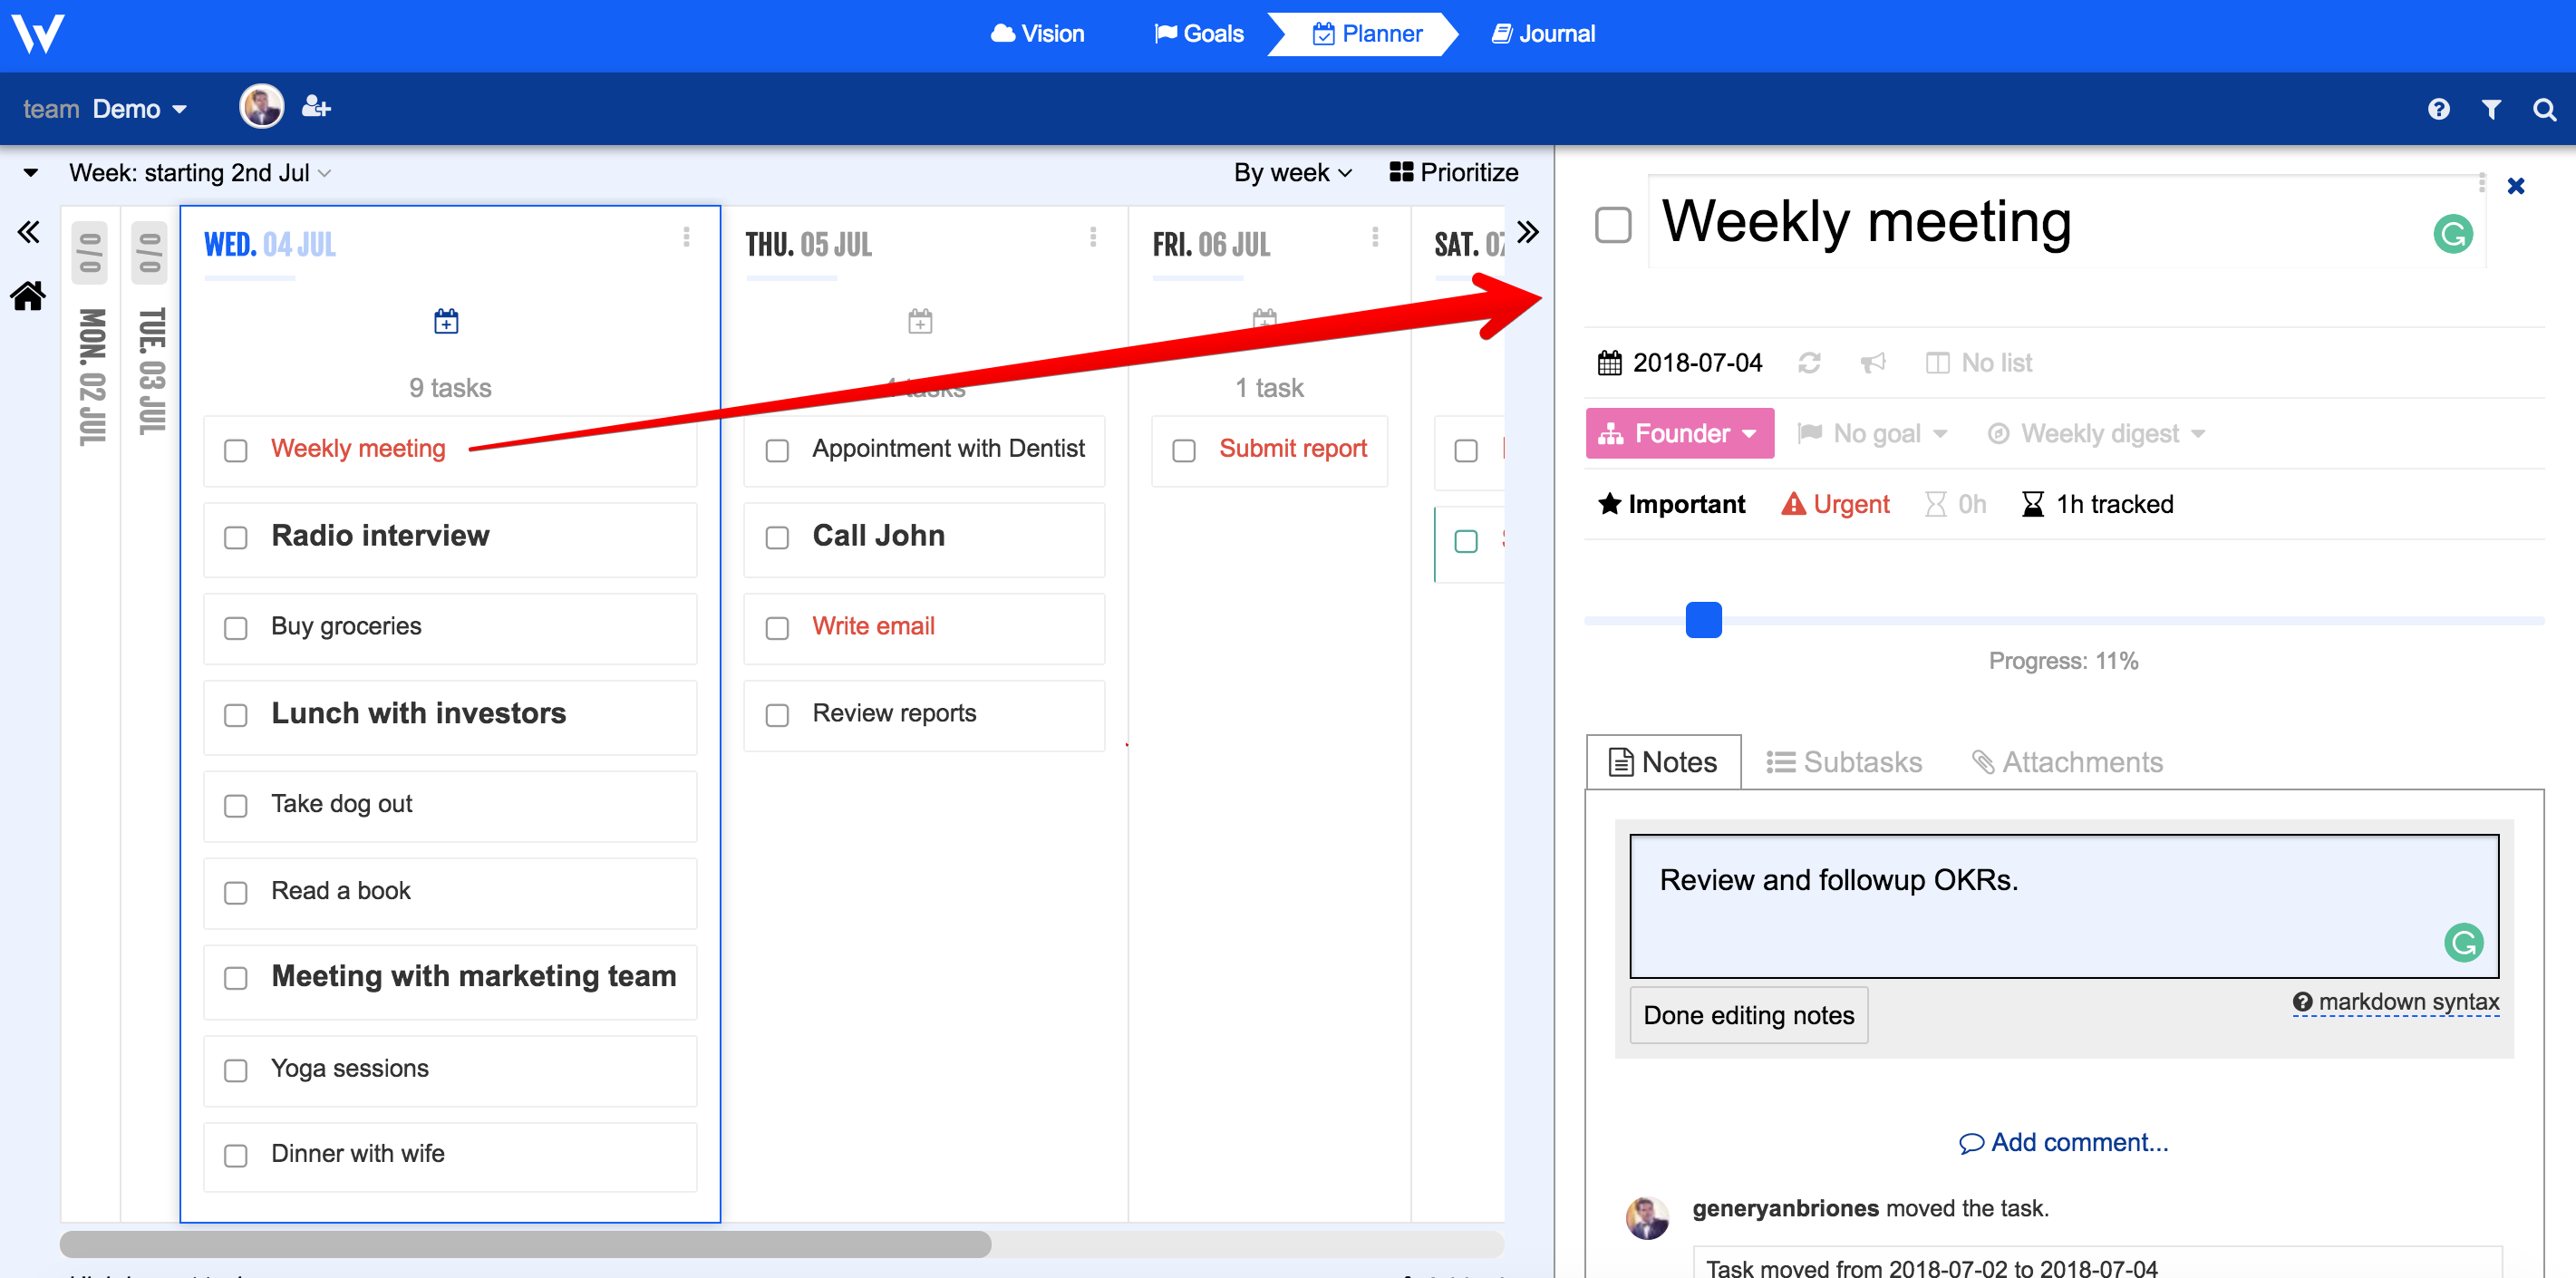 Vision
Goals
Planner
Journal
team Demo
Week: starting 2nd Jul
By week
Prioritize
0/0
MON. 02 JUL
0/0
TUE. 03 JUL
WED. 04 JUL
9 tasks
Weekly meeting
Radio interview
Buy groceries
Lunch with investors
Take dog out
Read a book
Meeting with marketing team
Yoga sessions
Dinner with wife
THU. 05 JUL
tasks
Appointment with Dentist
Call John
Write email
Review reports
FRI. 06 JUL
1 task
Submit report
SAT.
Weekly meeting
2018-07-04
No list
Founder
No goal
Weekly digest
Important
Urgent
0h
1h tracked
Progress: 11%
Notes
Subtasks
Attachments
Review and followup OKRs.
Done editing notes
markdown syntax
Add comment...
generyanbriones moved the task.
Task moved from 2018-07-02 to 2018-07-04